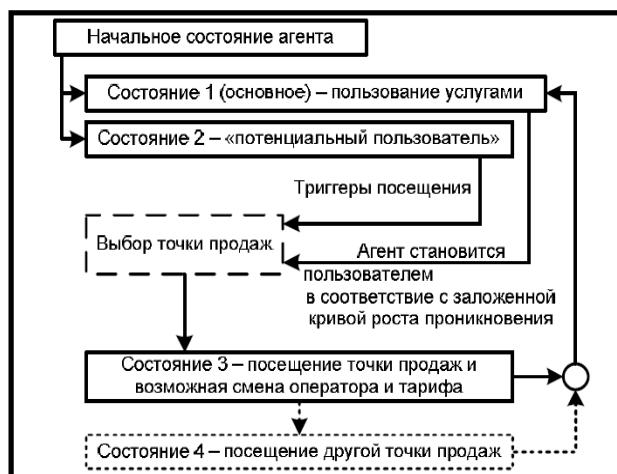 Начальное состояние агента
Состояние 1 (основное) – пользование услугами
Состояние 2 – «потенциальный пользователь»
Триггеры посещения
Выбор точки продаж
Агент становится
пользователем
в соответствие с заложенной
кривой роста проникновения
Состояние 3 – посещение точки продаж и
возможная смена оператора и тарифа
Состояние 4 – посещение другой точки продаж